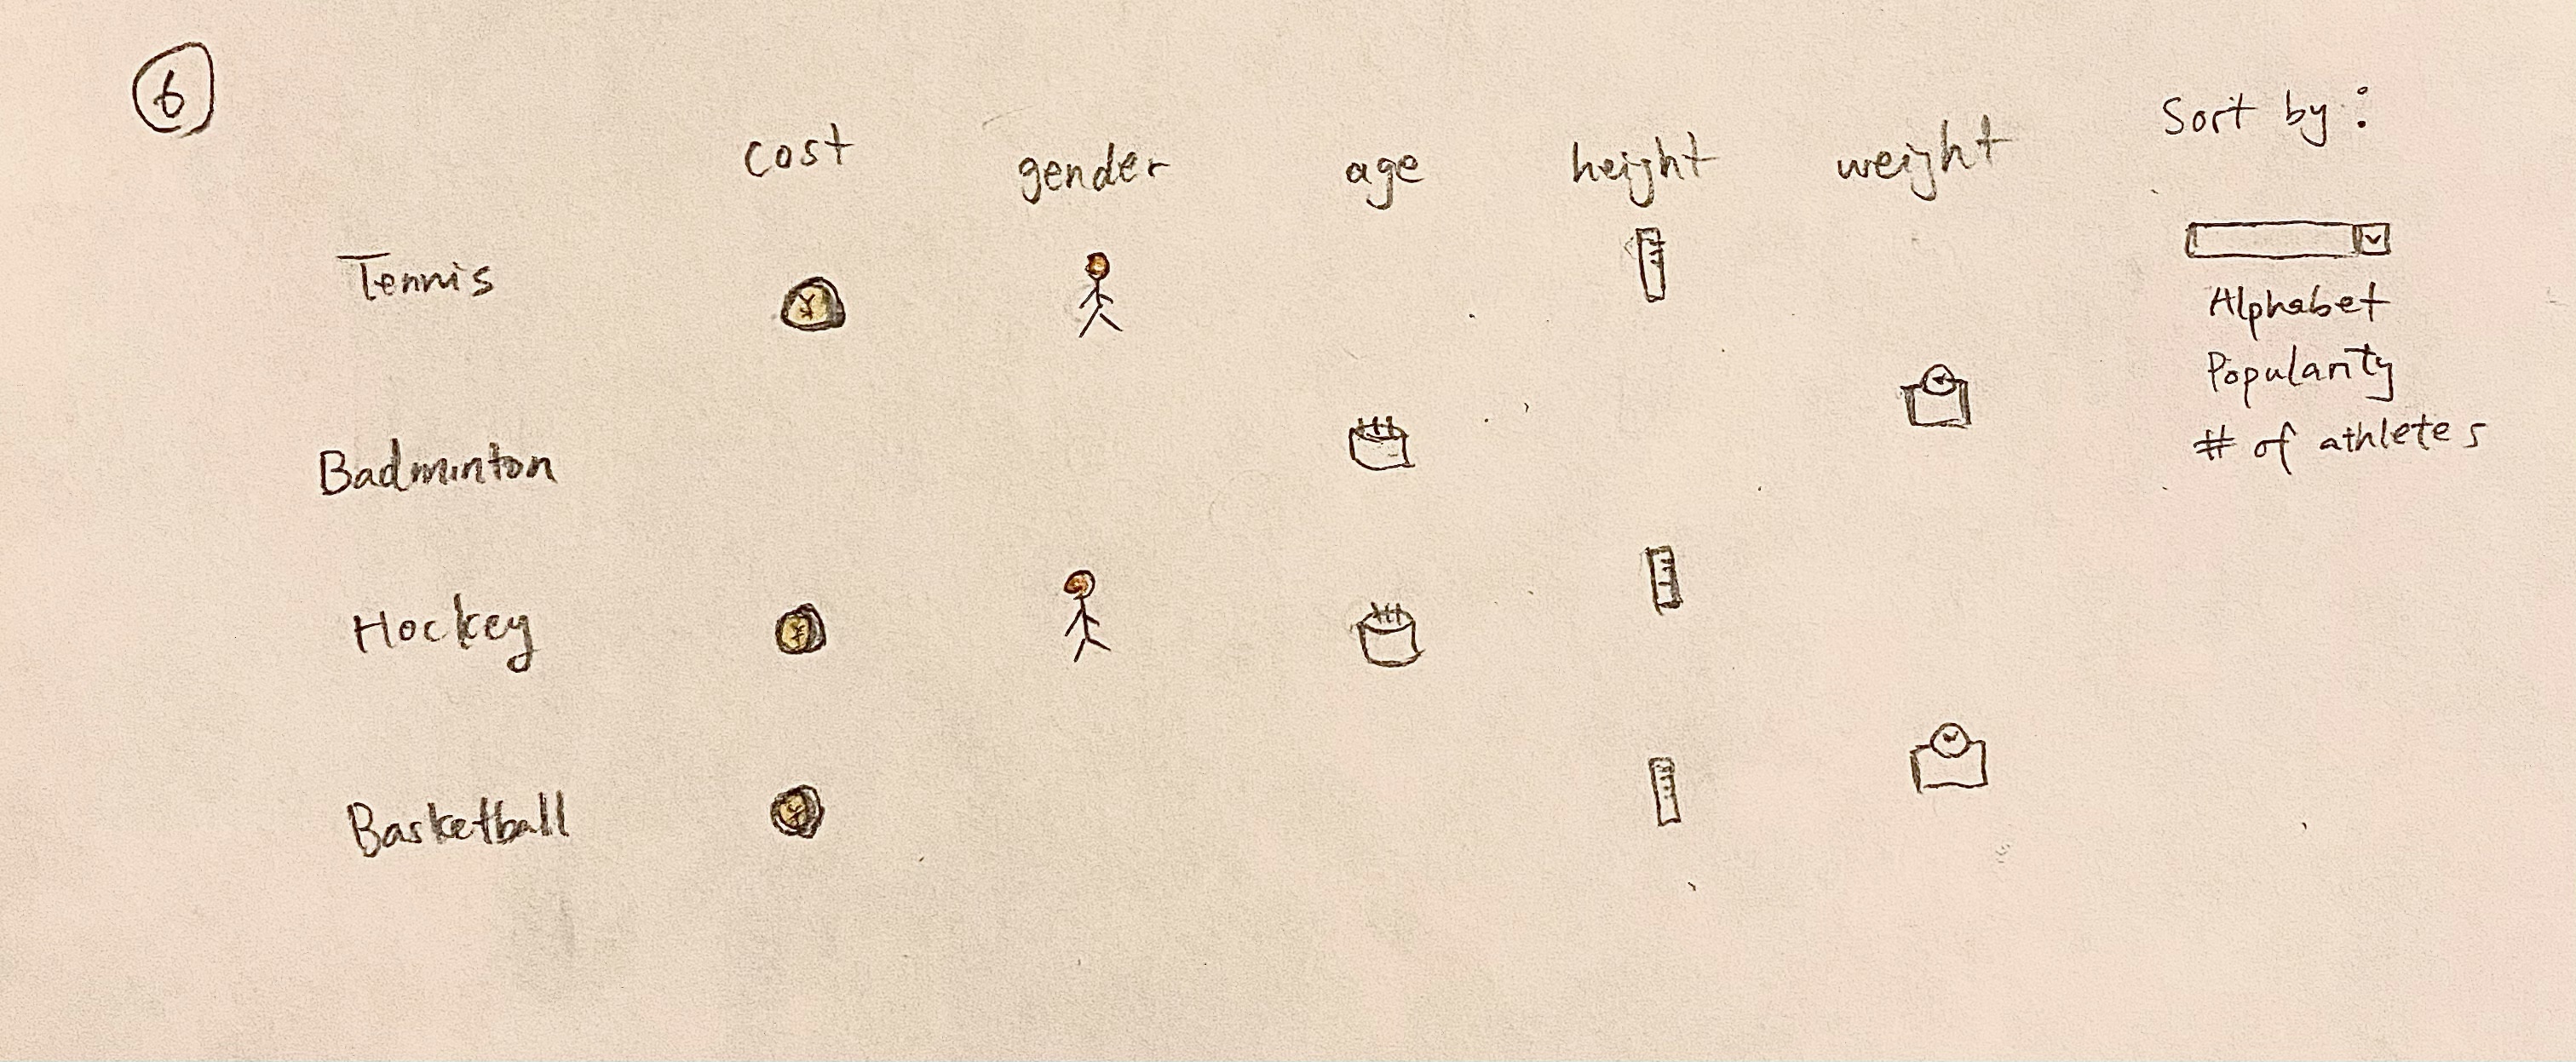 6
cost gender age height weight
Sort by:
Tennis
¥
Alphabet
Popularity
# of athletes
Badminton
Hockey
¥
Basketball
¥